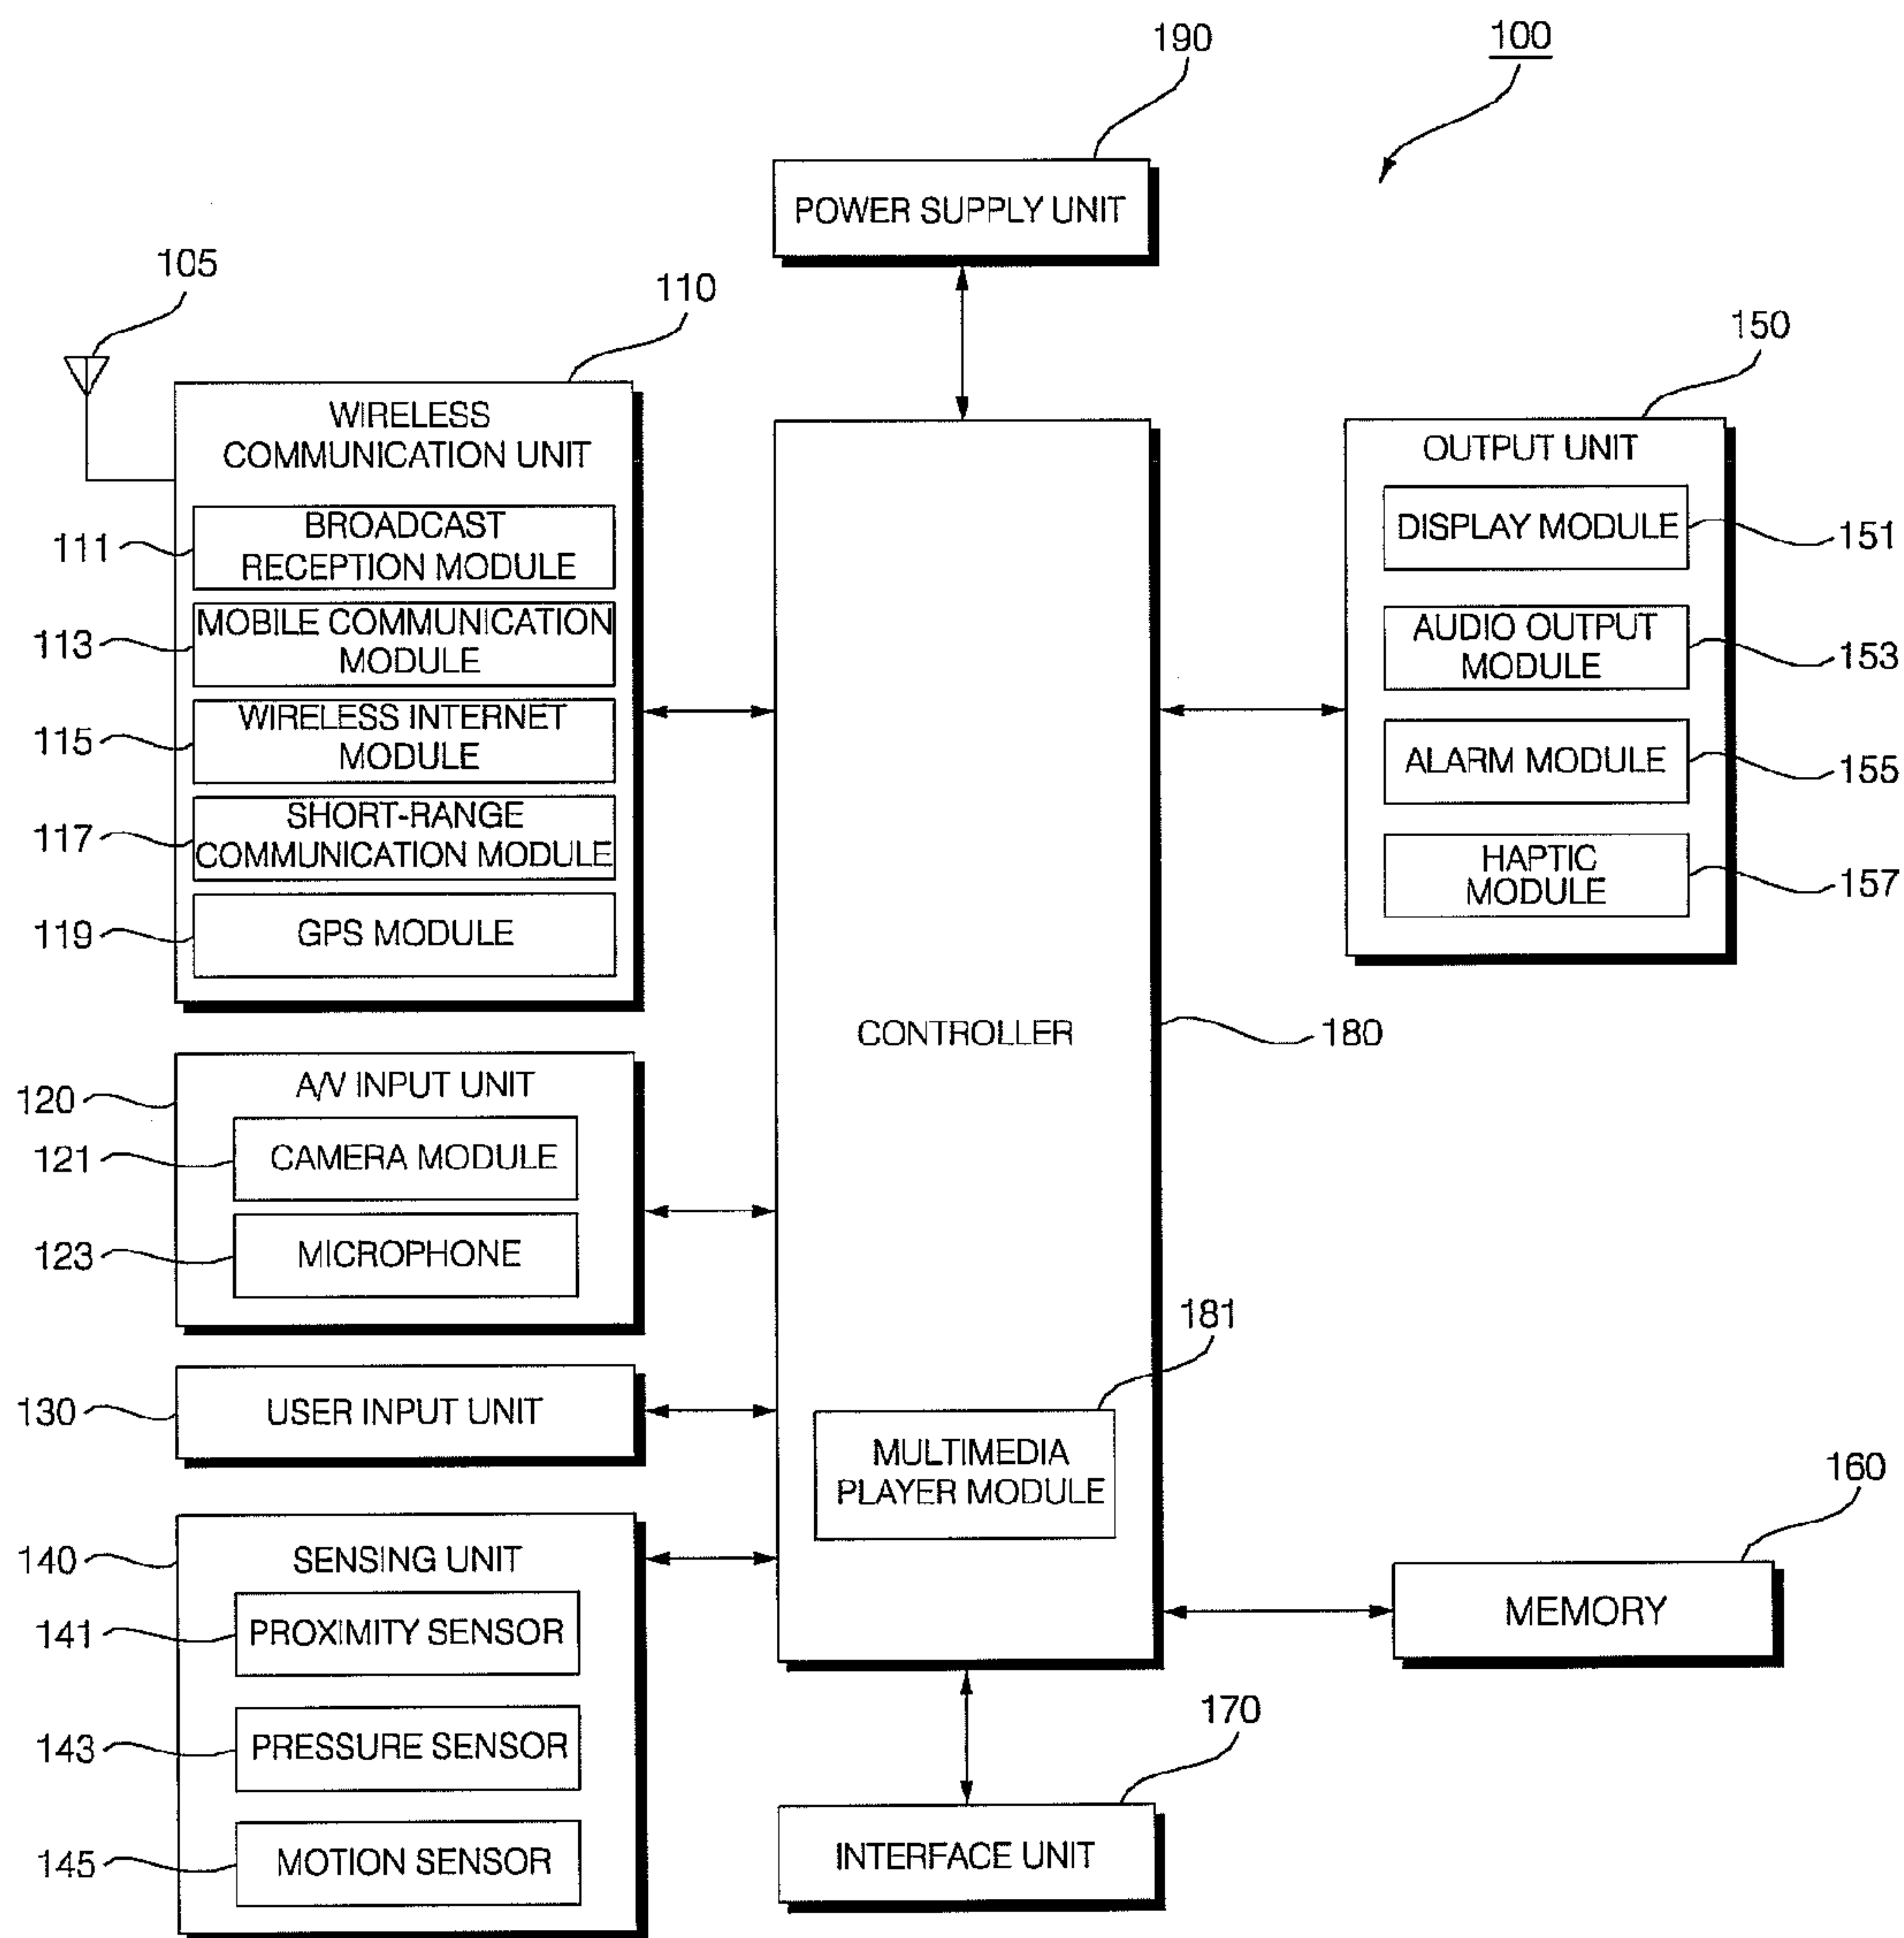 190
100
POWER SUPPLY UNIT
105
110
WIRELESS
COMMUNICATION UNIT
111
BROADCAST
RECEPTION MODULE
113
MOBILE COMMUNICATION
MODULE
115
WIRELESS INTERNET
MODULE
117
SHORT-RANGE
COMMUNICATION MODULE
119
GPS MODULE
120
A/V INPUT UNIT
121
CAMERA MODULE
123
MICROPHONE
130
USER INPUT UNIT
140
SENSING UNIT
141
PROXIMITY SENSOR
143
PRESSURE SENSOR
145
MOTION SENSOR
CONTROLLER
180
181
MULTIMEDIA
PLAYER MODULE
150
OUTPUT UNIT
DISPLAY MODULE
151
AUDIO OUTPUT
MODULE
153
ALARM MODULE
155
HAPTIC
MODULE
157
160
MEMORY
170
INTERFACE UNIT